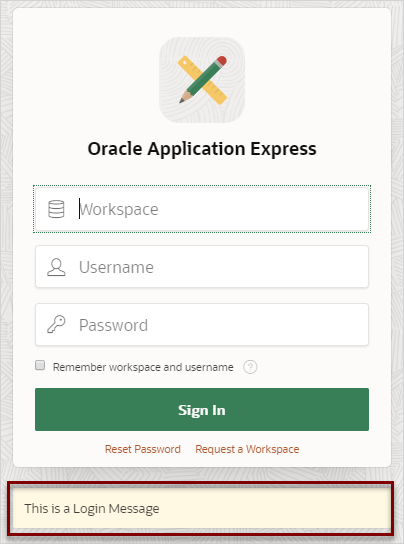 Oracle Application Express
Workspace
Username
Password
Remember workspace and username ?
Sign In
Reset Password Request a Workspace
This is a Login Message